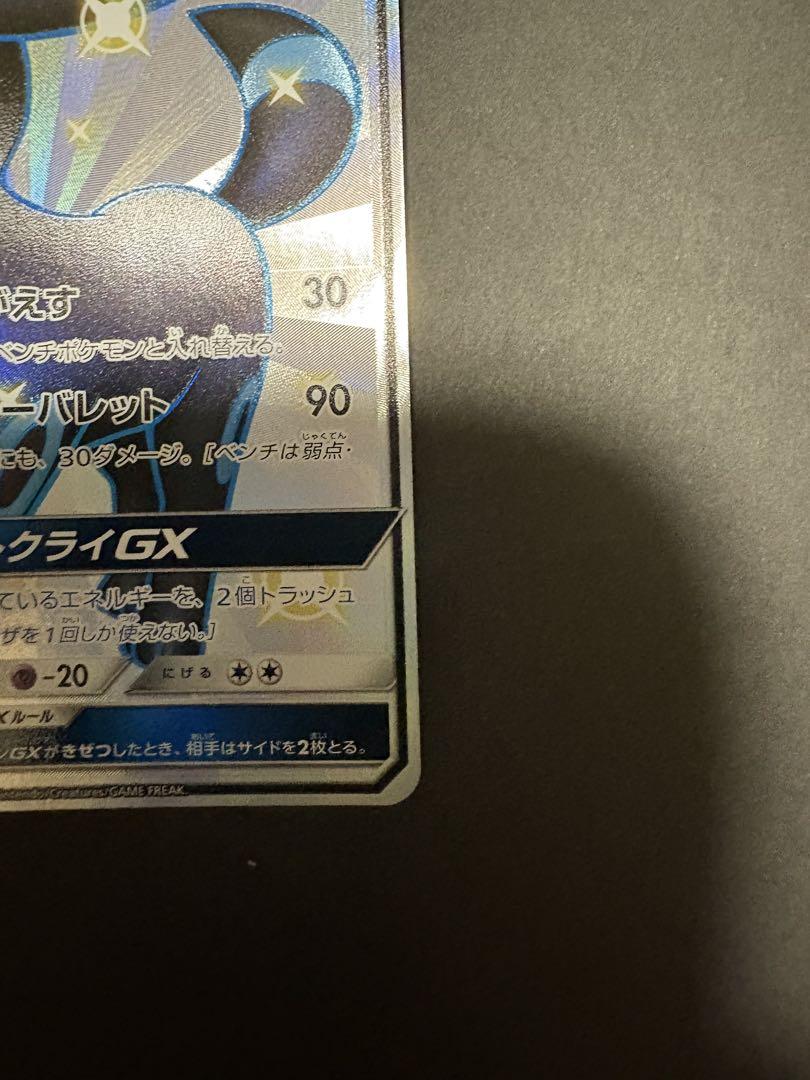 がえす 30
ベンチポケモンと入れ替える。
ーバレット 90
にも、30ダメージ。[ベンチは弱点・
クライGX
ているエネルギーを、2個トラッシュ
ザを1回しか使えない。]
-20 にげる
ルール
GXがきぜつしたとき、相手はサイドを2枚とる。
Nintendo/Creatures/GAME FREAK.